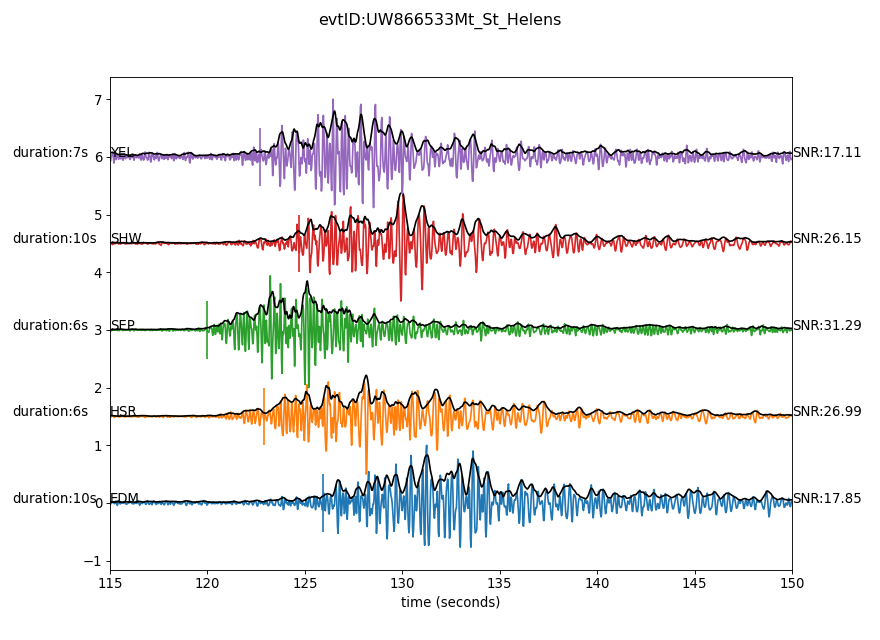 evtID:UW866533Mt_St_Helens
7
duration:7s YEL SNR:17.11
6
5
duration:10s SHW SNR:26.15
4
duration:6s SEP SNR:31.29
3
2
duration:6s HSR SNR:26.99
1
duration:10s EDM SNR:17.85
0
−1
115 120 125 130 135 140 145 150
time (seconds)